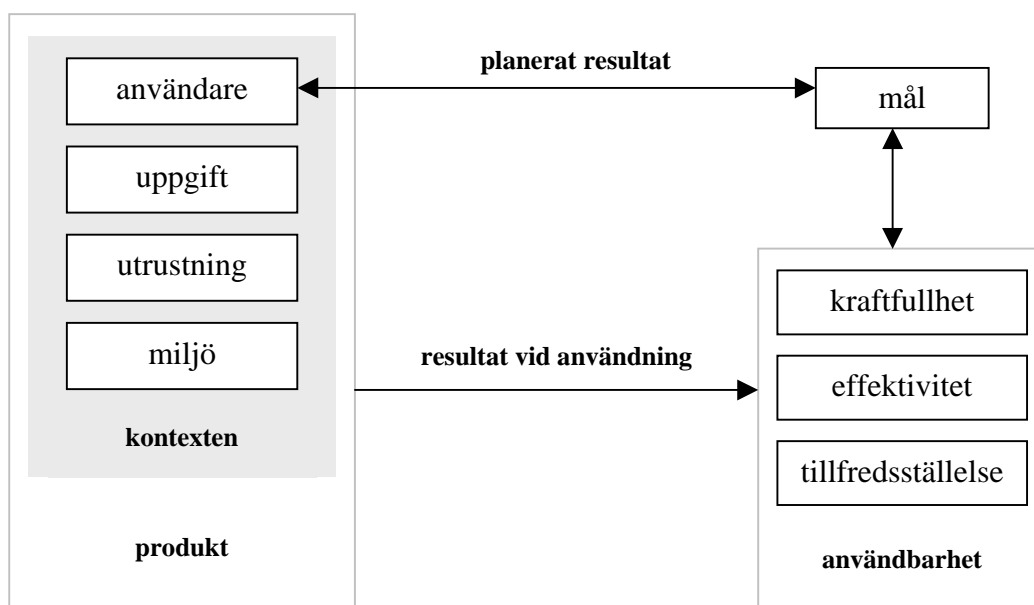 användare
uppgift
utrustning
miljö
kontexten
produkt
planerat resultat
resultat vid användning
mål
kraftfullhet
effektivitet
tillfredsställelse
användbarhet